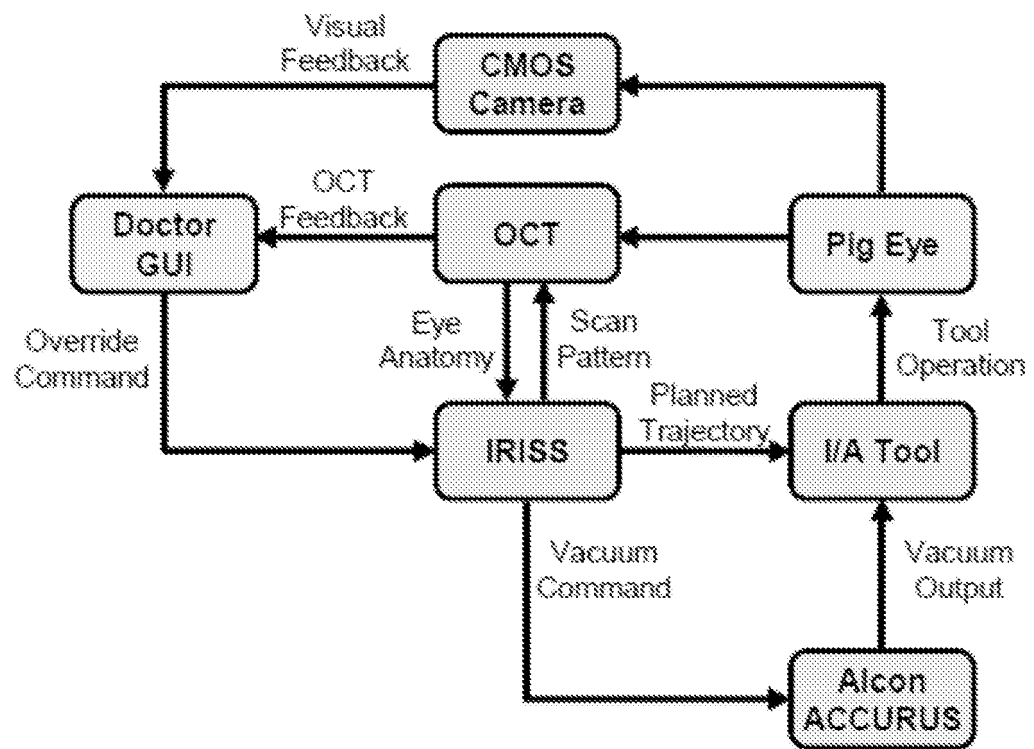 Visual
Feedback
CMOS
Camera
OCT
Feedback
Doctor
GUI
OCT
Pig Eye
Override
Command
Eye
Anatomy
Scan
Pattern
Tool
Operation
Planned
Trajectory
IRISS
I/A Tool
Vacuum
Command
Vacuum
Output
Alcon
ACCURUS